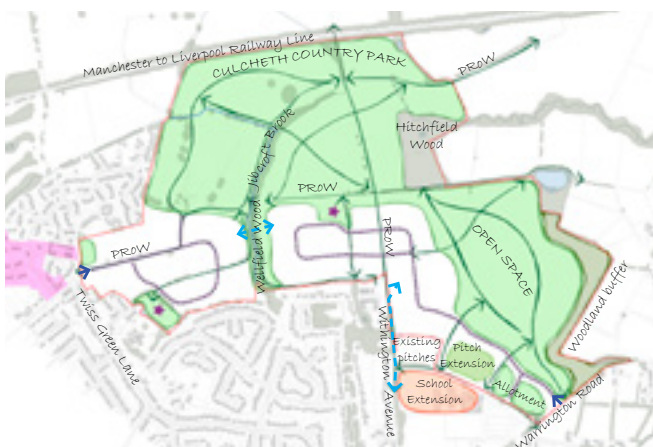 Manchester to Liverpool Railway Line
CULCHETH COUNTRY PARK
PRoW
Hitchfield
Wood
Jibcroft Brook
PRoW
Wellfield Wood
PRoW
PRoW
OPEN SPACE
Woodland buffer
Twiss Green Lane
Withington Avenue
Existing
pitches
Pitch
Extension
School
Extension
Allotment
Warrington Road